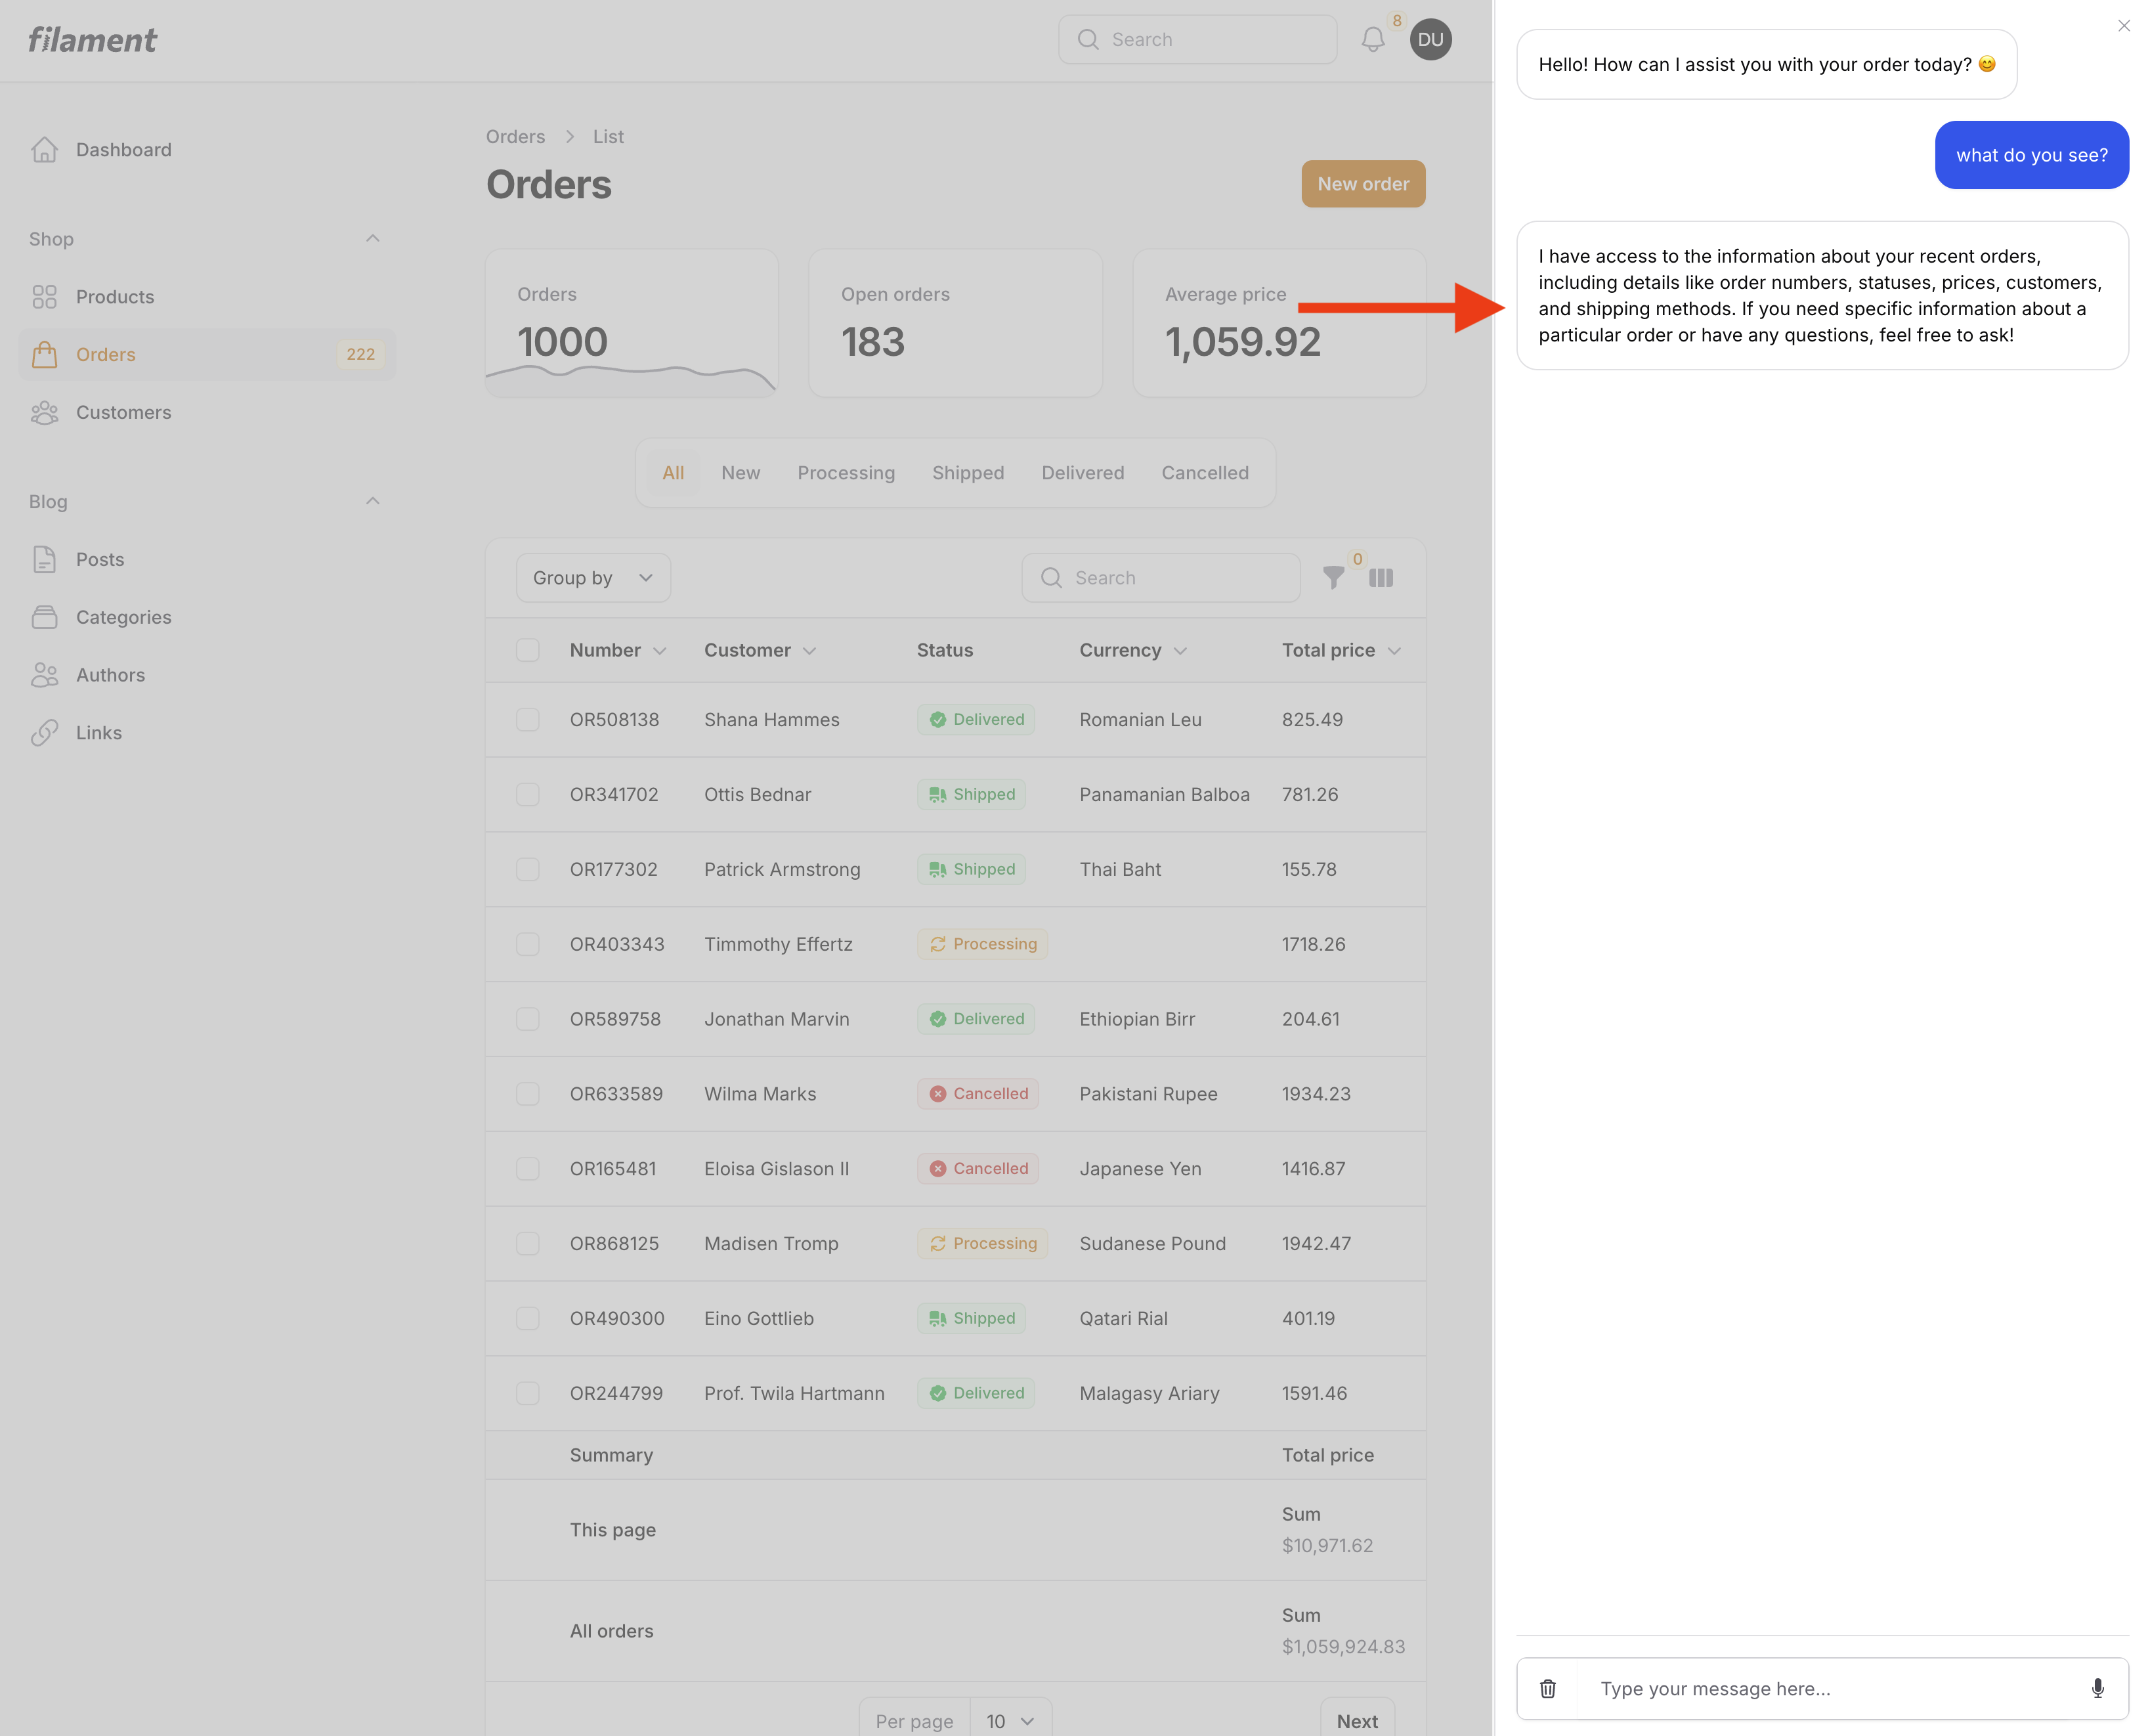 filament
Search
8
DU
Dashboard
Shop
Products
Orders 222
Customers
Blog
Posts
Categories
Authors
Links
Orders > List
Orders
New order
Orders
1000
Open orders
183
Average price
1,059.92
All New Processing Shipped Delivered Cancelled
Group by
Search
0
Number Customer Status Currency Total price
OR508138 Shana Hammes Delivered Romanian Leu 825.49
OR341702 Ottis Bednar Shipped Panamanian Balboa 781.26
OR177302 Patrick Armstrong Shipped Thai Baht 155.78
OR403343 Timmothy Effertz Processing 1718.26
OR589758 Jonathan Marvin Delivered Ethiopian Birr 204.61
OR633589 Wilma Marks Cancelled Pakistani Rupee 1934.23
OR165481 Eloisa Gislason II Cancelled Japanese Yen 1416.87
OR868125 Madisen Tromp Processing Sudanese Pound 1942.47
OR490300 Eino Gottlieb Shipped Qatari Rial 401.19
OR244799 Prof. Twila Hartmann Delivered Malagasy Ariary 1591.46
Summary Total price
This page
Sum
$10,971.62
All orders
Sum
$1,059,924.83
Per page 10
Next
Hello! How can I assist you with your order today? 😊
what do you see?
I have access to the information about your recent orders,
including details like order numbers, statuses, prices, customers,
and shipping methods. If you need specific information about a
particular order or have any questions, feel free to ask!
Type your message here...